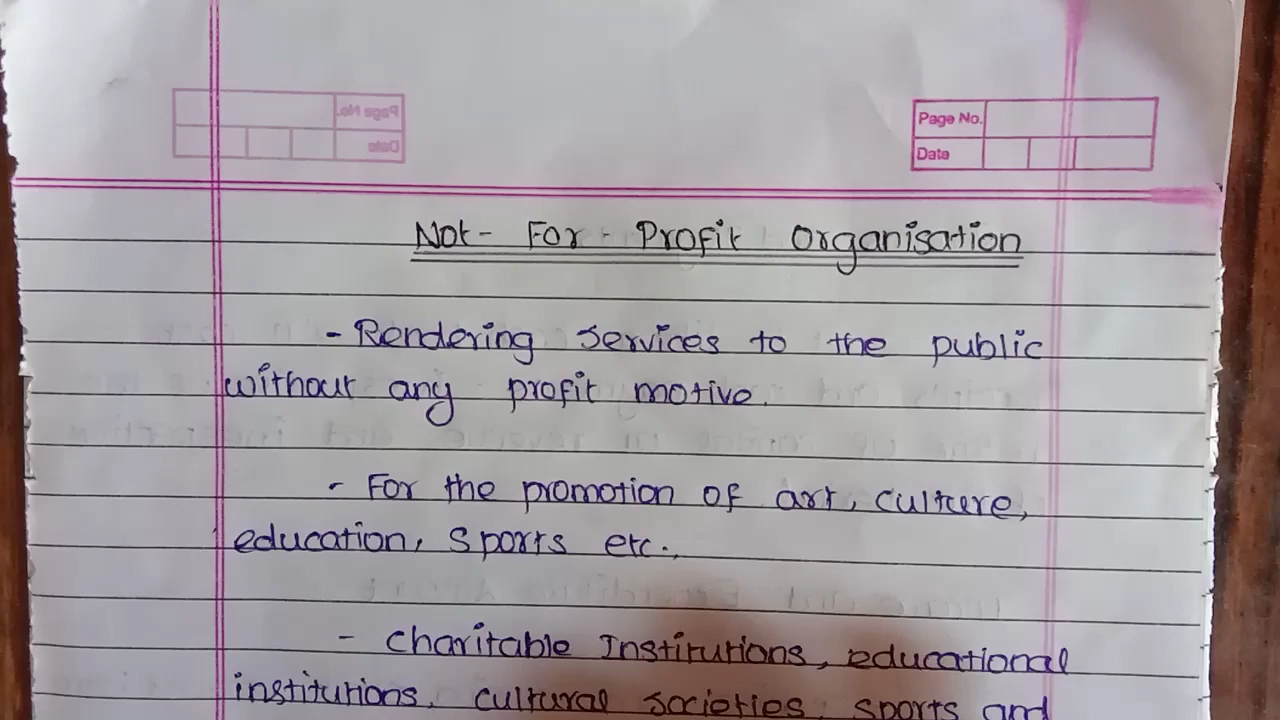 Page No.
Date
Not-For-Profit Organisation
- Rendering services to the public
without any profit motive.
- For the promotion of art, culture,
education, sports etc.,
- charitable Institutions, educational
institutions, cultural societies, sports and